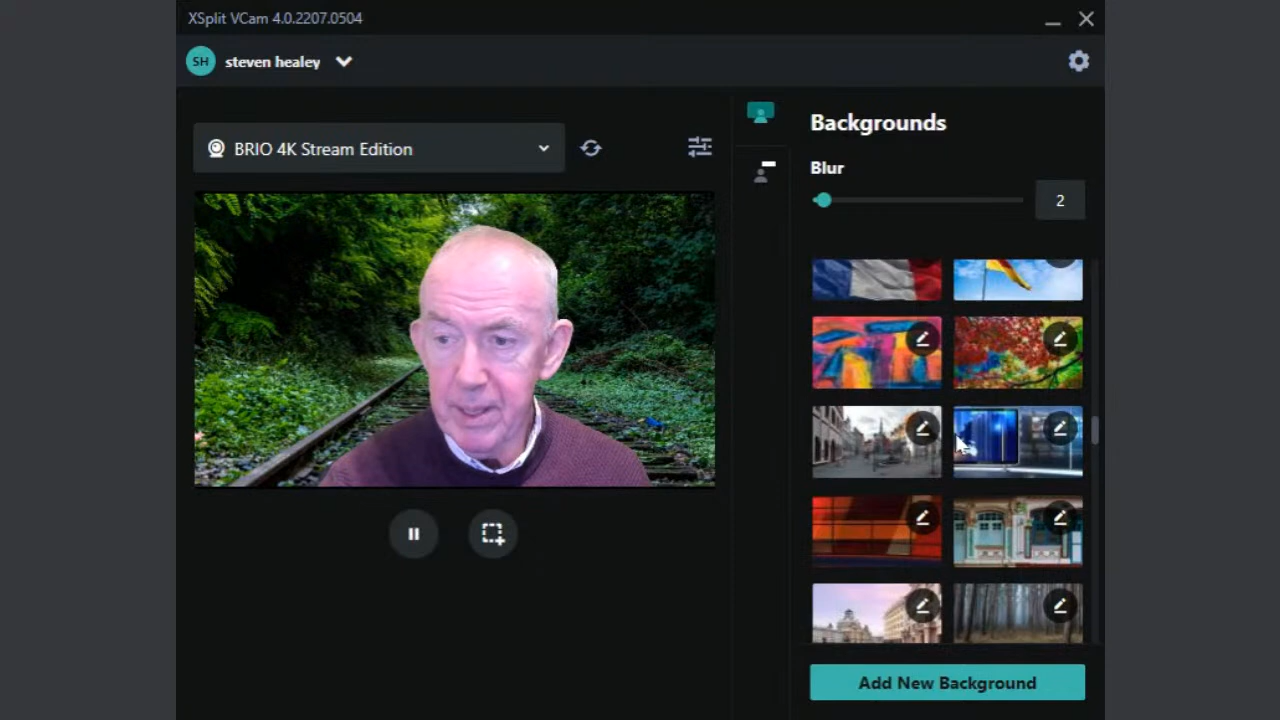 XSplit VCam 4.0.2207.0504
SH steven healey
BRIO 4K Stream Edition
Backgrounds
Blur
2
Add New Background